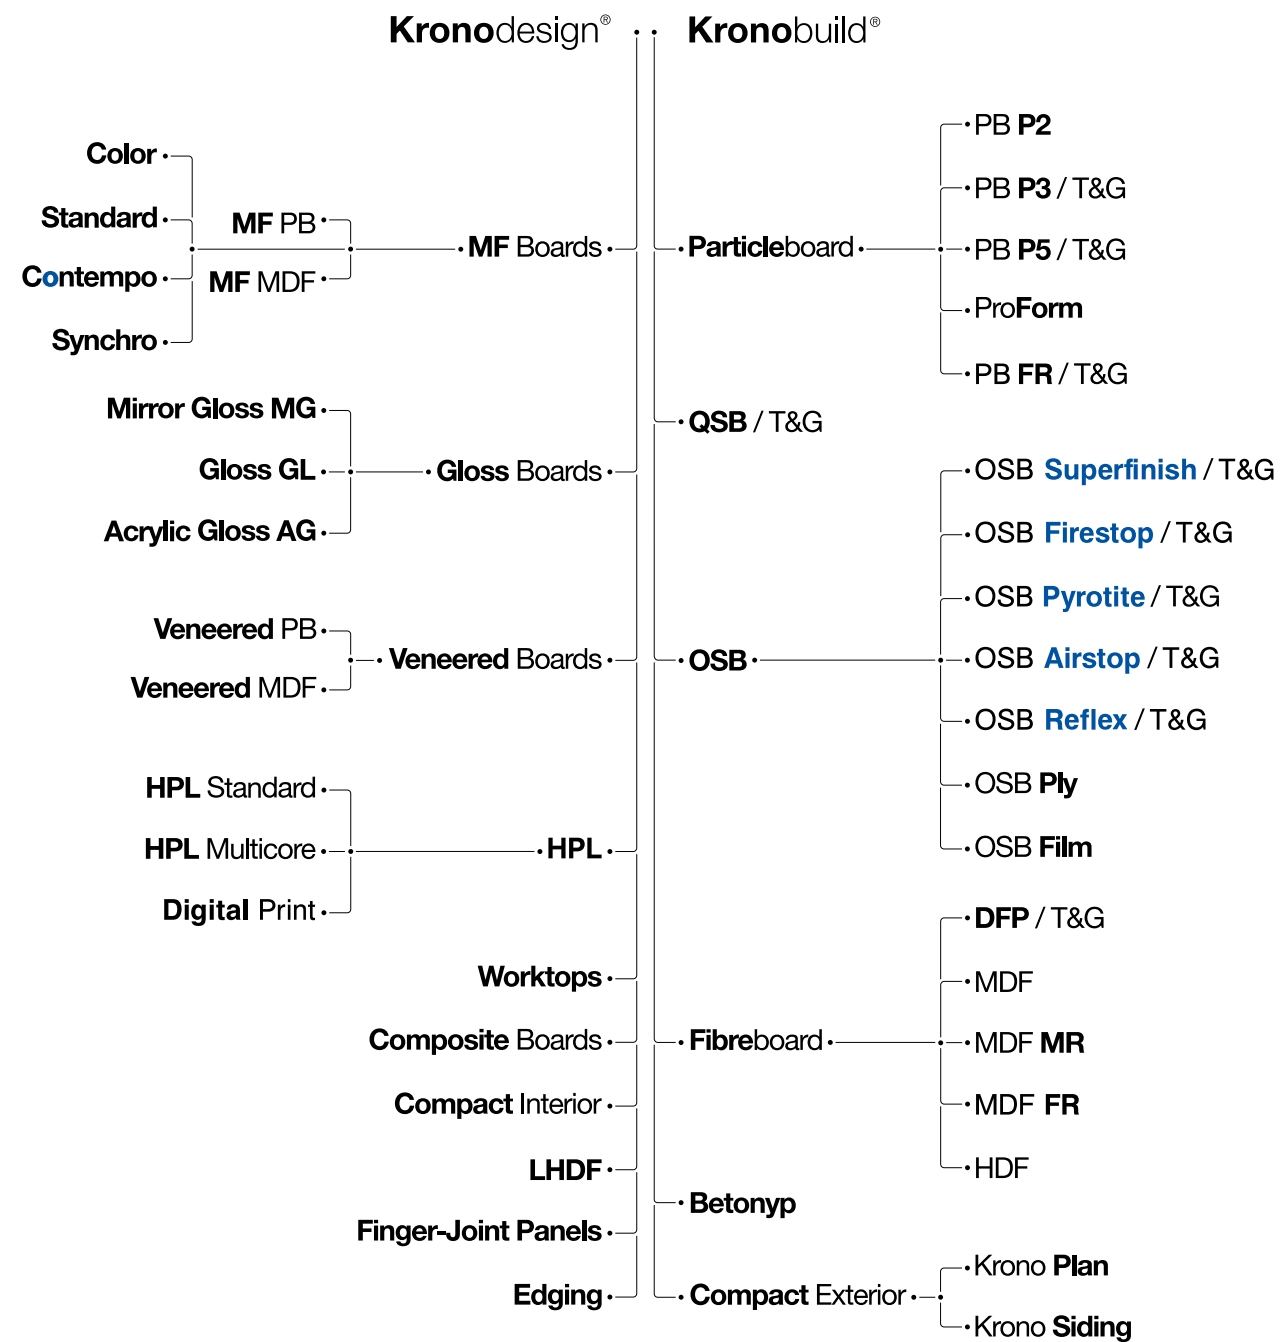 Kronodesign®
Kronobuild®
Color
Standard
Contempo
Synchro
MF PB
MF MDF
MF Boards
Mirror Gloss MG
Gloss GL
Acrylic Gloss AG
Gloss Boards
Veneered PB
Veneered MDF
Veneered Boards
HPL Standard
HPL Multicore
Digital Print
HPL
Worktops
Composite Boards
Compact Interior
LHDF
Finger-Joint Panels
Edging
Particleboard
PB P2
PB P3 / T&G
PB P5 / T&G
ProForm
PB FR / T&G
QSB / T&G
OSB
OSB Superfinish / T&G
OSB Firestop / T&G
OSB Pyrotite / T&G
OSB Airstop / T&G
OSB Reflex / T&G
OSB Ply
OSB Film
Fibreboard
DFP / T&G
MDF
MDF MR
MDF FR
HDF
Betonyp
Compact Exterior
Krono Plan
Krono Siding